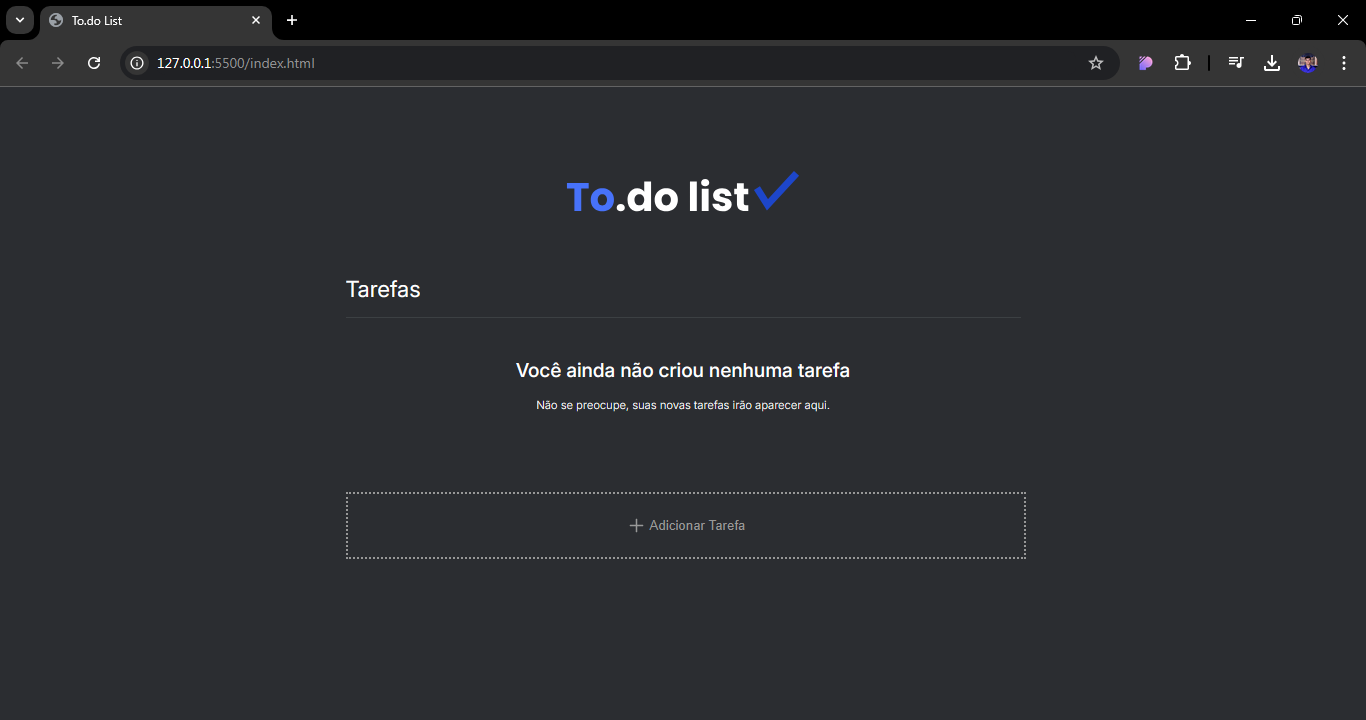 To.do List
127.0.0.1:5500/index.html
To.do list
Tarefas
Você ainda não criou nenhuma tarefa
Não se preocupe, suas novas tarefas irão aparecer aqui.
Adicionar Tarefa